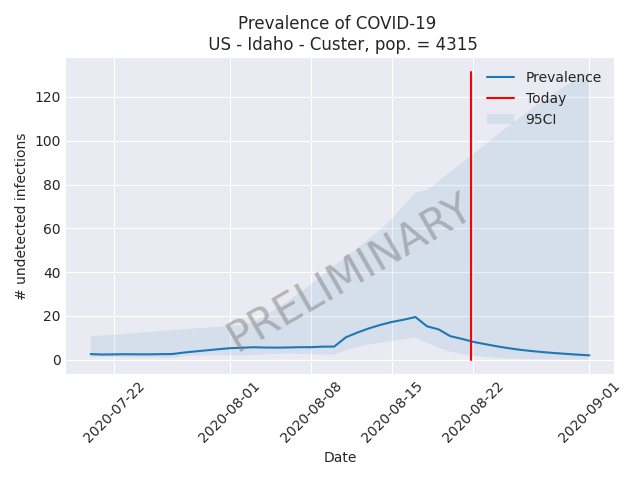 Prevalence of COVID-19
US - Idaho - Custer, pop. = 4315
Prevalence
Today
95CI
120
100
80
60
40
20
0
# undetected infections
PRELIMINARY
2020-07-22
2020-08-01
2020-08-08
2020-08-15
2020-08-22
2020-09-01
Date